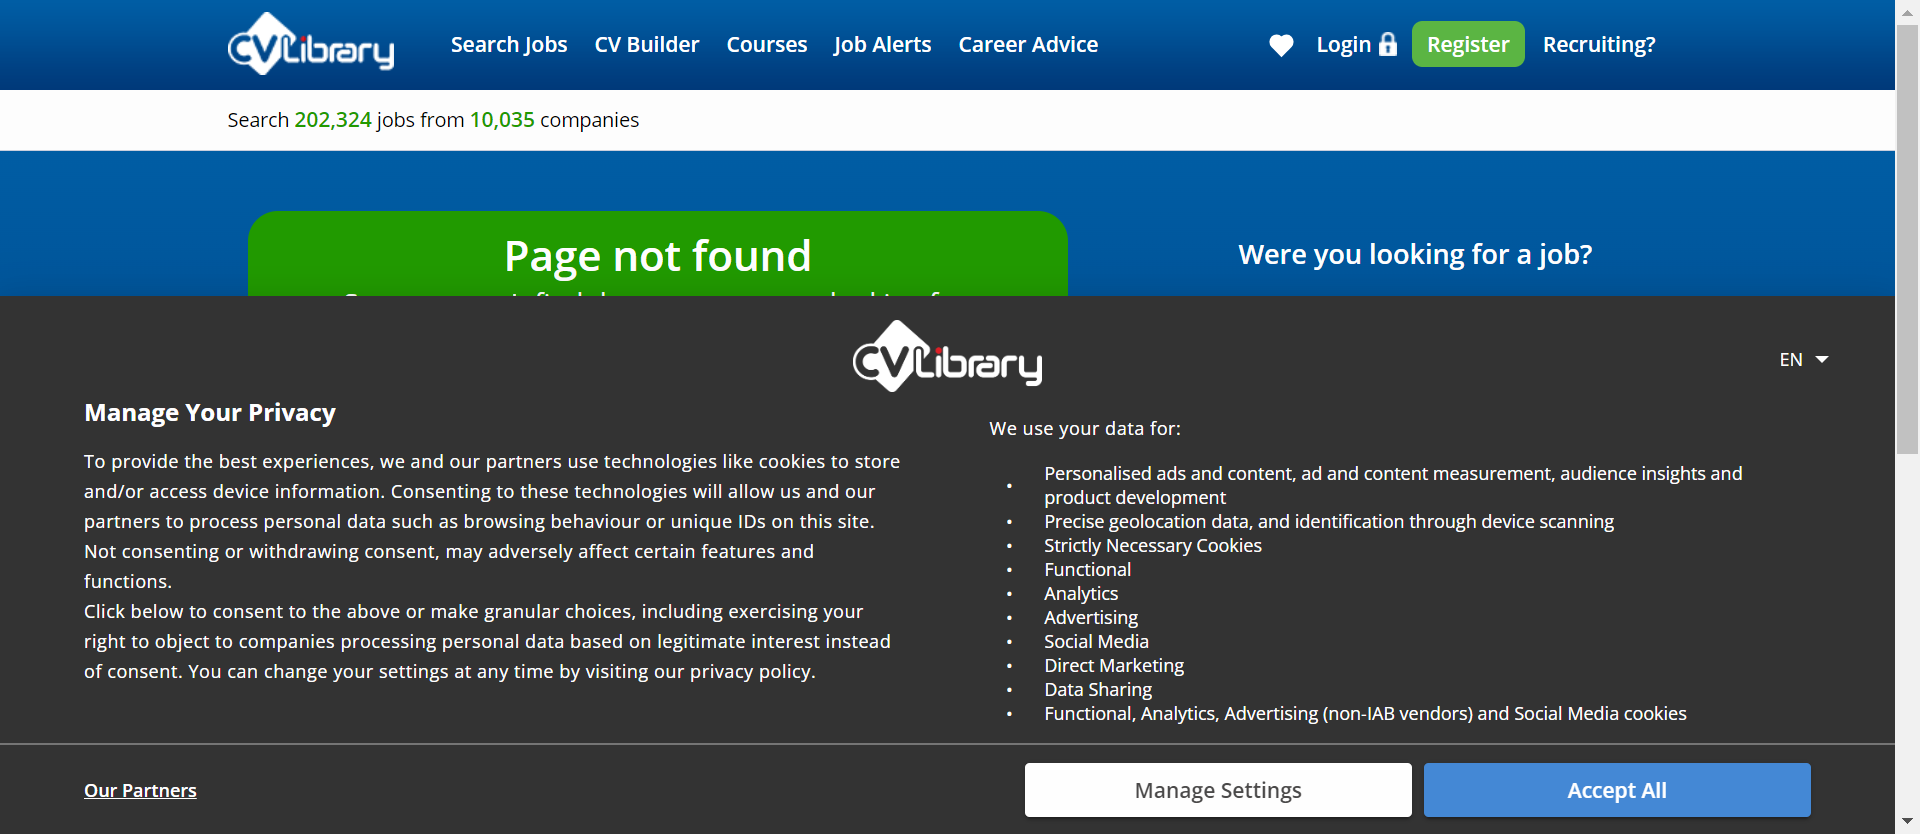 CVLibrary
Search Jobs
CV Builder
Courses
Job Alerts
Career Advice
Login
Register
Recruiting?
Search 202,324 jobs from 10,035 companies
Page not found
Were you looking for a job?
CVLibrary
EN
Manage Your Privacy
To provide the best experiences, we and our partners use technologies like cookies to store
and/or access device information. Consenting to these technologies will allow us and our
partners to process personal data such as browsing behaviour or unique IDs on this site.
Not consenting or withdrawing consent, may adversely affect certain features and
functions.
Click below to consent to the above or make granular choices, including exercising your
right to object to companies processing personal data based on legitimate interest instead
of consent. You can change your settings at any time by visiting our privacy policy.
We use your data for:
• Personalised ads and content, ad and content measurement, audience insights and
product development
• Precise geolocation data, and identification through device scanning
• Strictly Necessary Cookies
• Functional
• Analytics
• Advertising
• Social Media
• Direct Marketing
• Data Sharing
• Functional, Analytics, Advertising (non-IAB vendors) and Social Media cookies
Our Partners
Manage Settings
Accept All